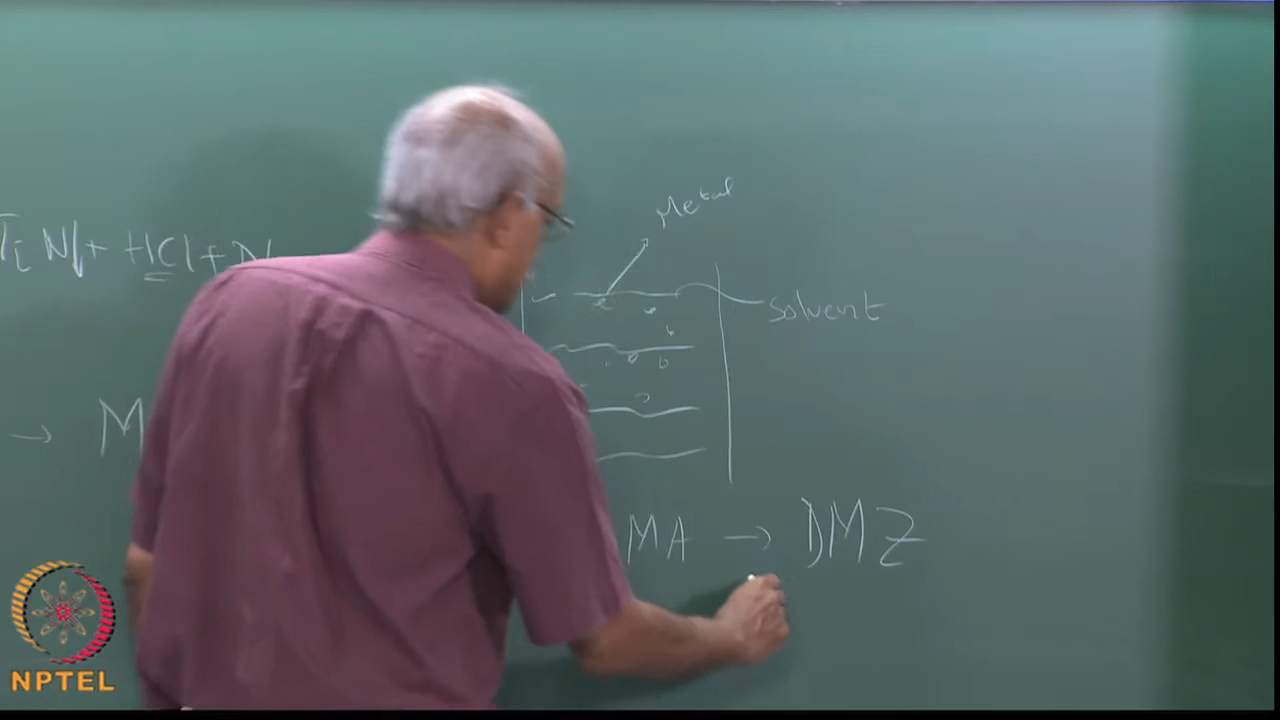 Metal
TiN↓ + HCl + N
solvent
→ M
MA → DMZ
NPTEL